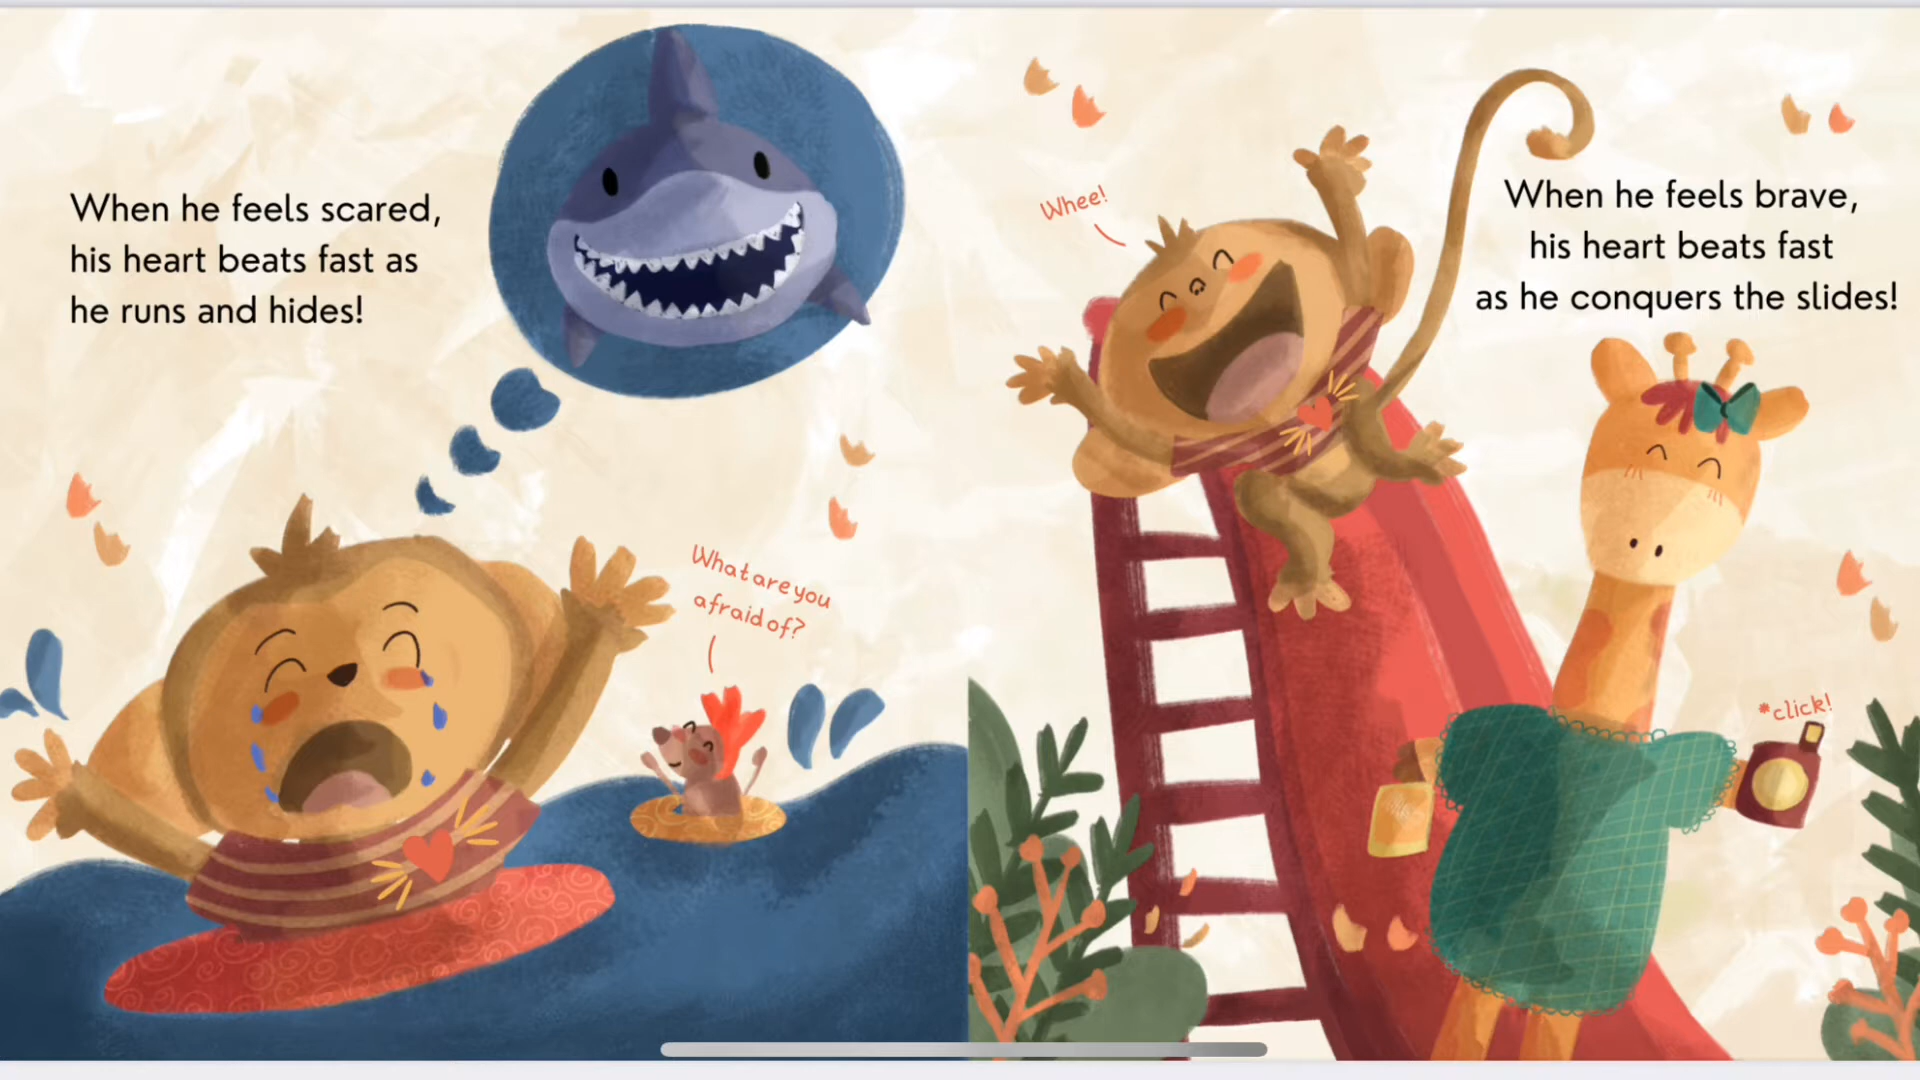 When he feels scared,
his heart beats fast as
he runs and hides!
What are you
afraid of?
Whee!
When he feels brave,
his heart beats fast
as he conquers the slides!
*click!